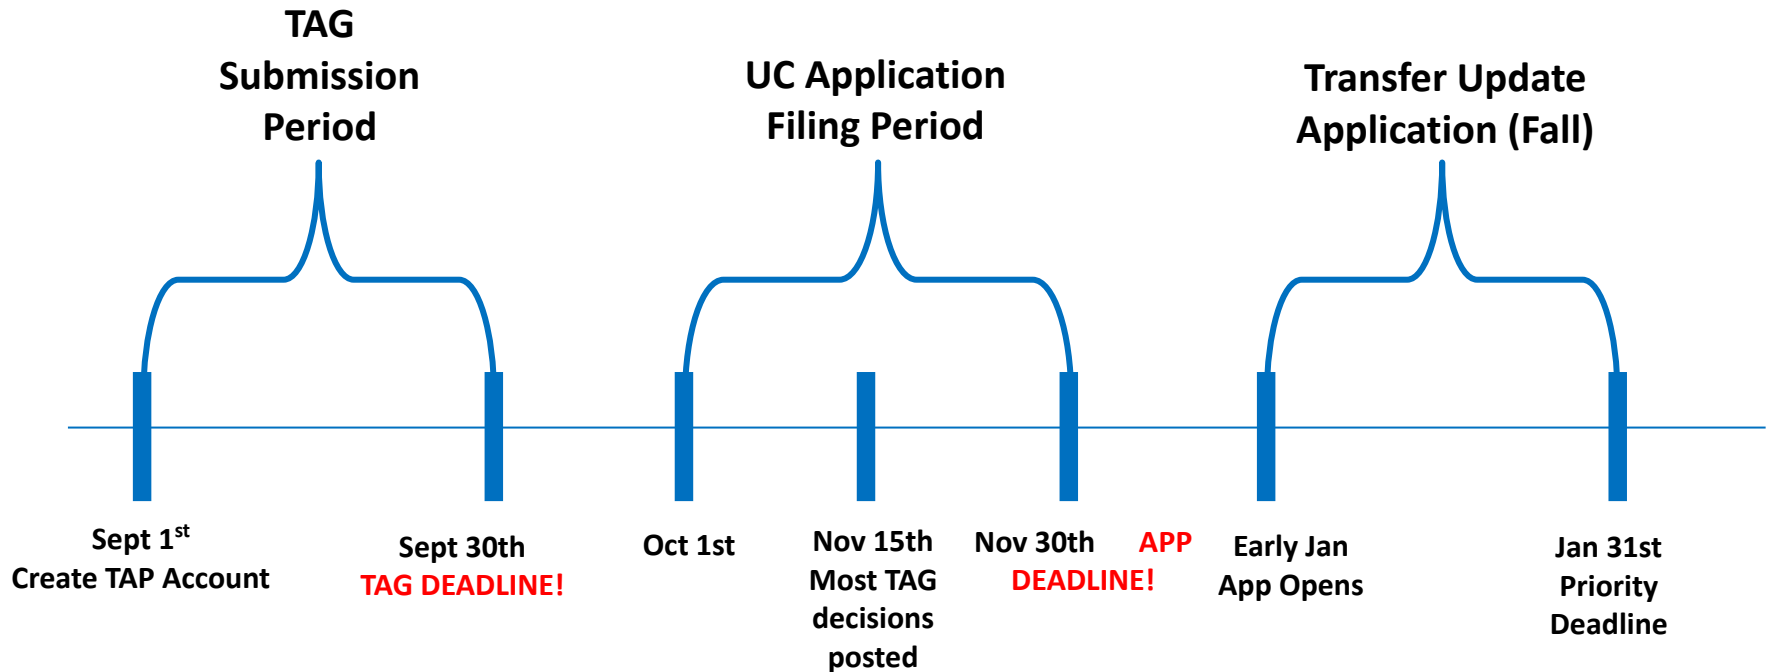 TAG
Submission
Period
UC Application
Filing Period
Transfer Update
Application (Fall)
Sept 1st
Create TAP Account
Sept 30th
TAG DEADLINE!
Oct 1st
Nov 15th
Most TAG
decisions
posted
Nov 30th APP
DEADLINE!
Early Jan
App Opens
Jan 31st
Priority
Deadline